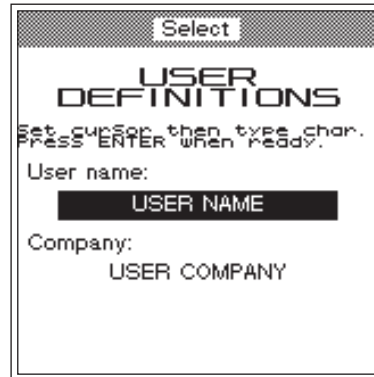 Select
USER
DEFINITIONS
Set cursor then type char.
Press ENTER when ready.
User name:
USER NAME
Company:
USER COMPANY